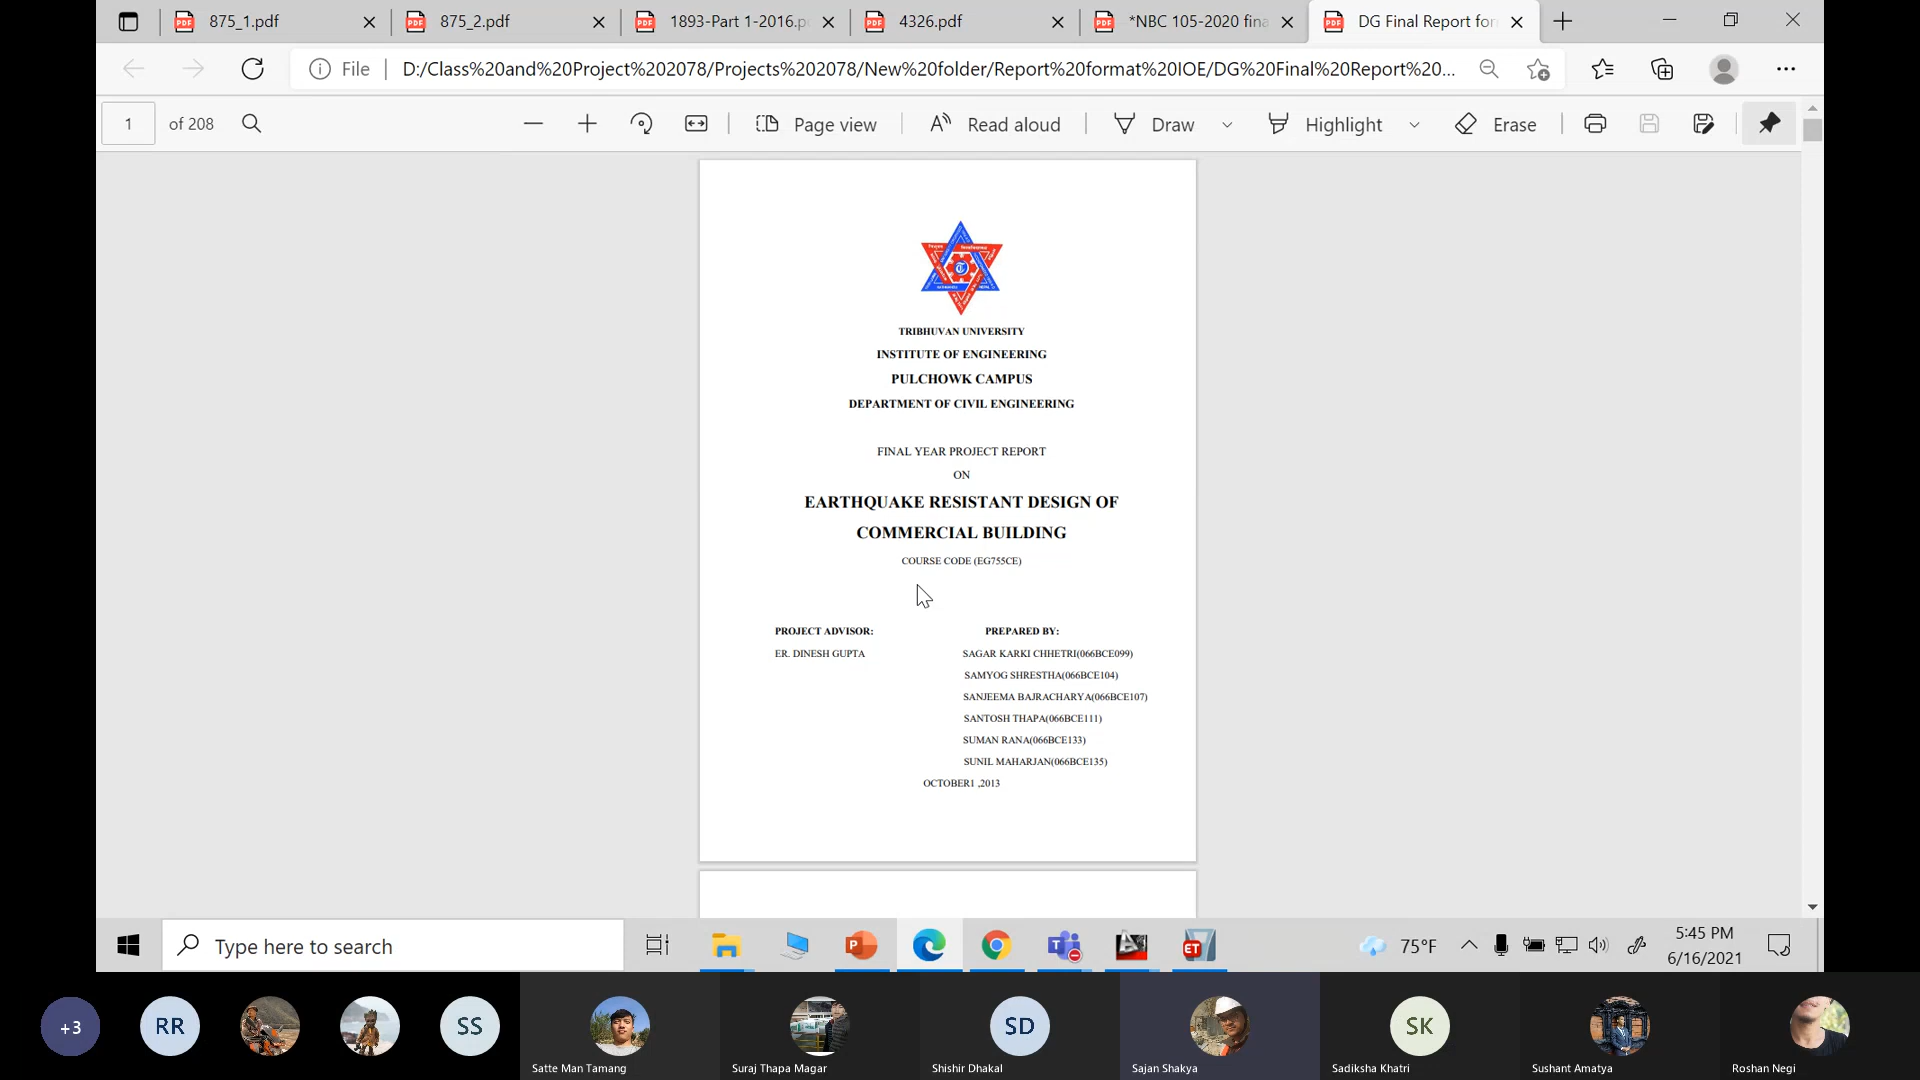 875_1.pdf
875_2.pdf
1893-Part 1-2016.p
4326.pdf
*NBC 105-2020 fina
DG Final Report for
File
D:/Class%20and%20Project%202078/Projects%202078/New%20folder/Report%20format%20IOE/DG%20Final%20Report%20...
1 of 208
Page view
Read aloud
Draw
Highlight
Erase
TRIBHUVAN UNIVERSITY
INSTITUTE OF ENGINEERING
PULCHOWK CAMPUS
DEPARTMENT OF CIVIL ENGINEERING
FINAL YEAR PROJECT REPORT
ON
EARTHQUAKE RESISTANT DESIGN OF
COMMERCIAL BUILDING
COURSE CODE (EG755CE)
PROJECT ADVISOR:
ER. DINESH GUPTA
PREPARED BY:
SAGAR KARKI CHHETRI(066BCE099)
SAMYOG SHRESTHA(066BCE104)
SANJEEMA BAJRACHARYA(066BCE107)
SANTOSH THAPA(066BCE111)
SUMAN RANA(066BCE133)
SUNIL MAHARJAN(066BCE135)
OCTOBER1 ,2013
Type here to search
75°F
5:45 PM
6/16/2021
+3
RR
SS
Satte Man Tamang
Suraj Thapa Magar
SD
Shishir Dhakal
Sajan Shakya
SK
Sadiksha Khatri
Sushant Amatya
Roshan Negi